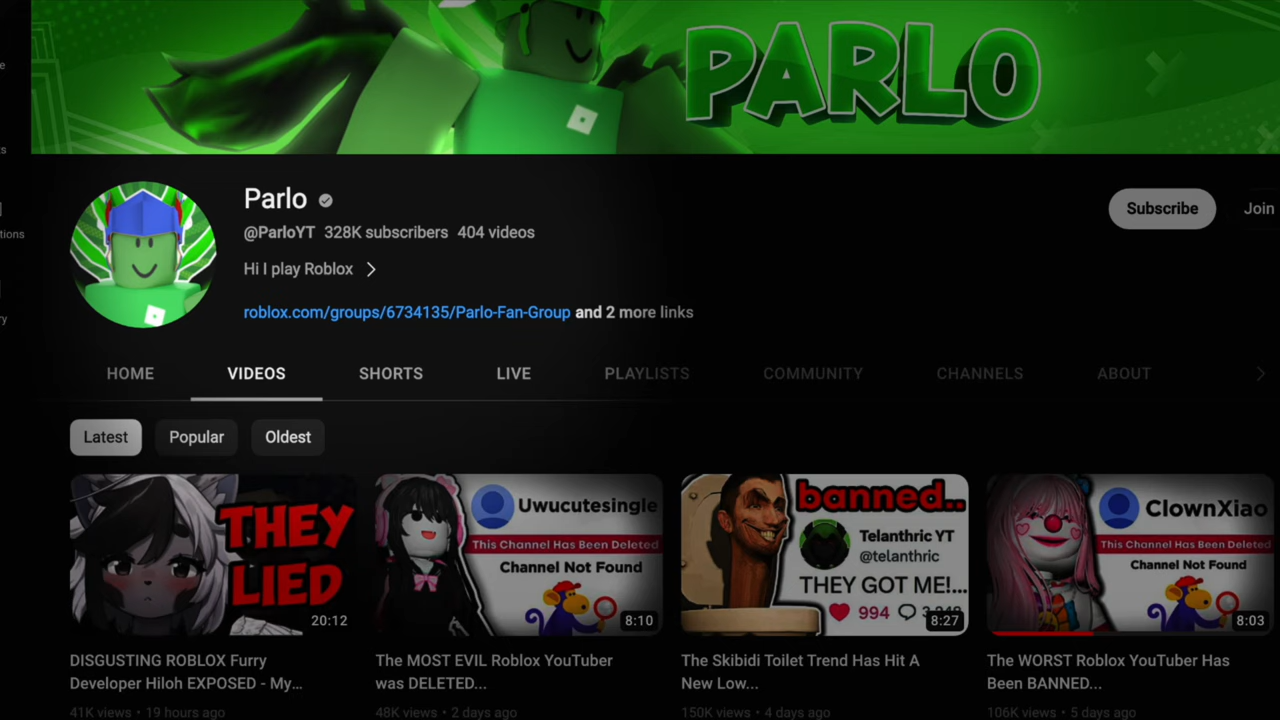 PARLO
e
Parlo
Subscribe
Join
s
@ParloYT 328K subscribers 404 videos
tions
Hi I play Roblox
roblox.com/groups/6734135/Parlo-Fan-Group and 2 more links
ry
HOME VIDEOS SHORTS LIVE PLAYLISTS COMMUNITY CHANNELS ABOUT
Latest Popular Oldest
THEY
LIED
20:12
Uwucutesingle
This Channel Has Been Deleted
Channel Not Found
8:10
banned..
Telanthric YT
@telanthric
THEY GOT ME!...
994
8:27
ClownXiao
This Channel Has Been Deleted
Channel Not Found
8:03
DISGUSTING ROBLOX Furry
Developer Hiloh EXPOSED - My...
41K views • 19 hours ago
The MOST EVIL Roblox YouTuber
was DELETED...
48K views • 2 days ago
The Skibidi Toilet Trend Has Hit A
New Low...
150K views • 4 days ago
The WORST Roblox YouTuber Has
Been BANNED...
106K views • 5 days ago